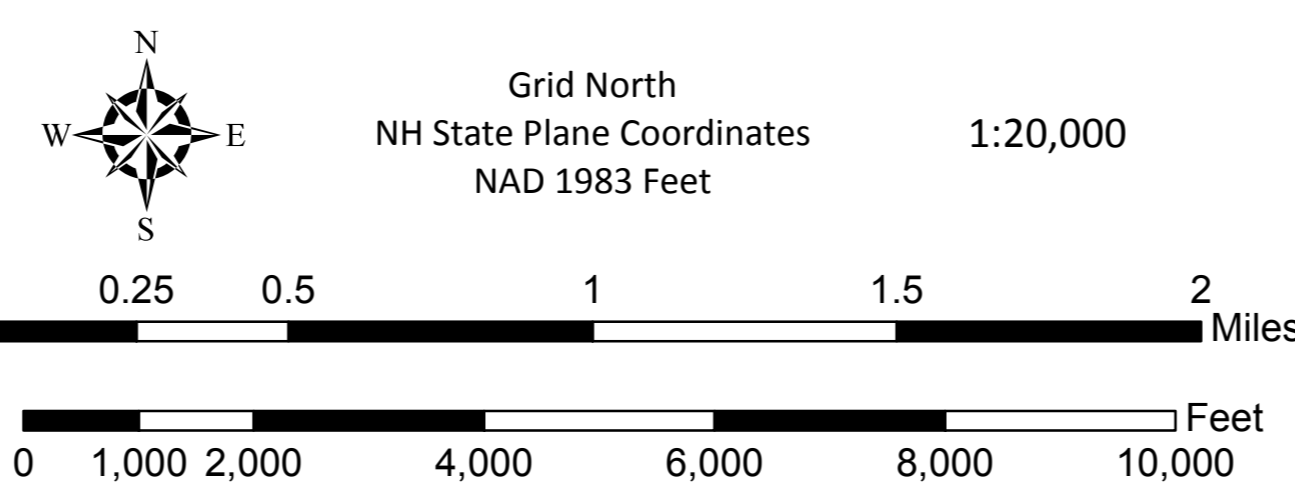 N
W E
S
Grid North
NH State Plane Coordinates
NAD 1983 Feet
1:20,000
0.25 0.5 1 1.5 2
Miles
Feet
0 1,000 2,000 4,000 6,000 8,000 10,000